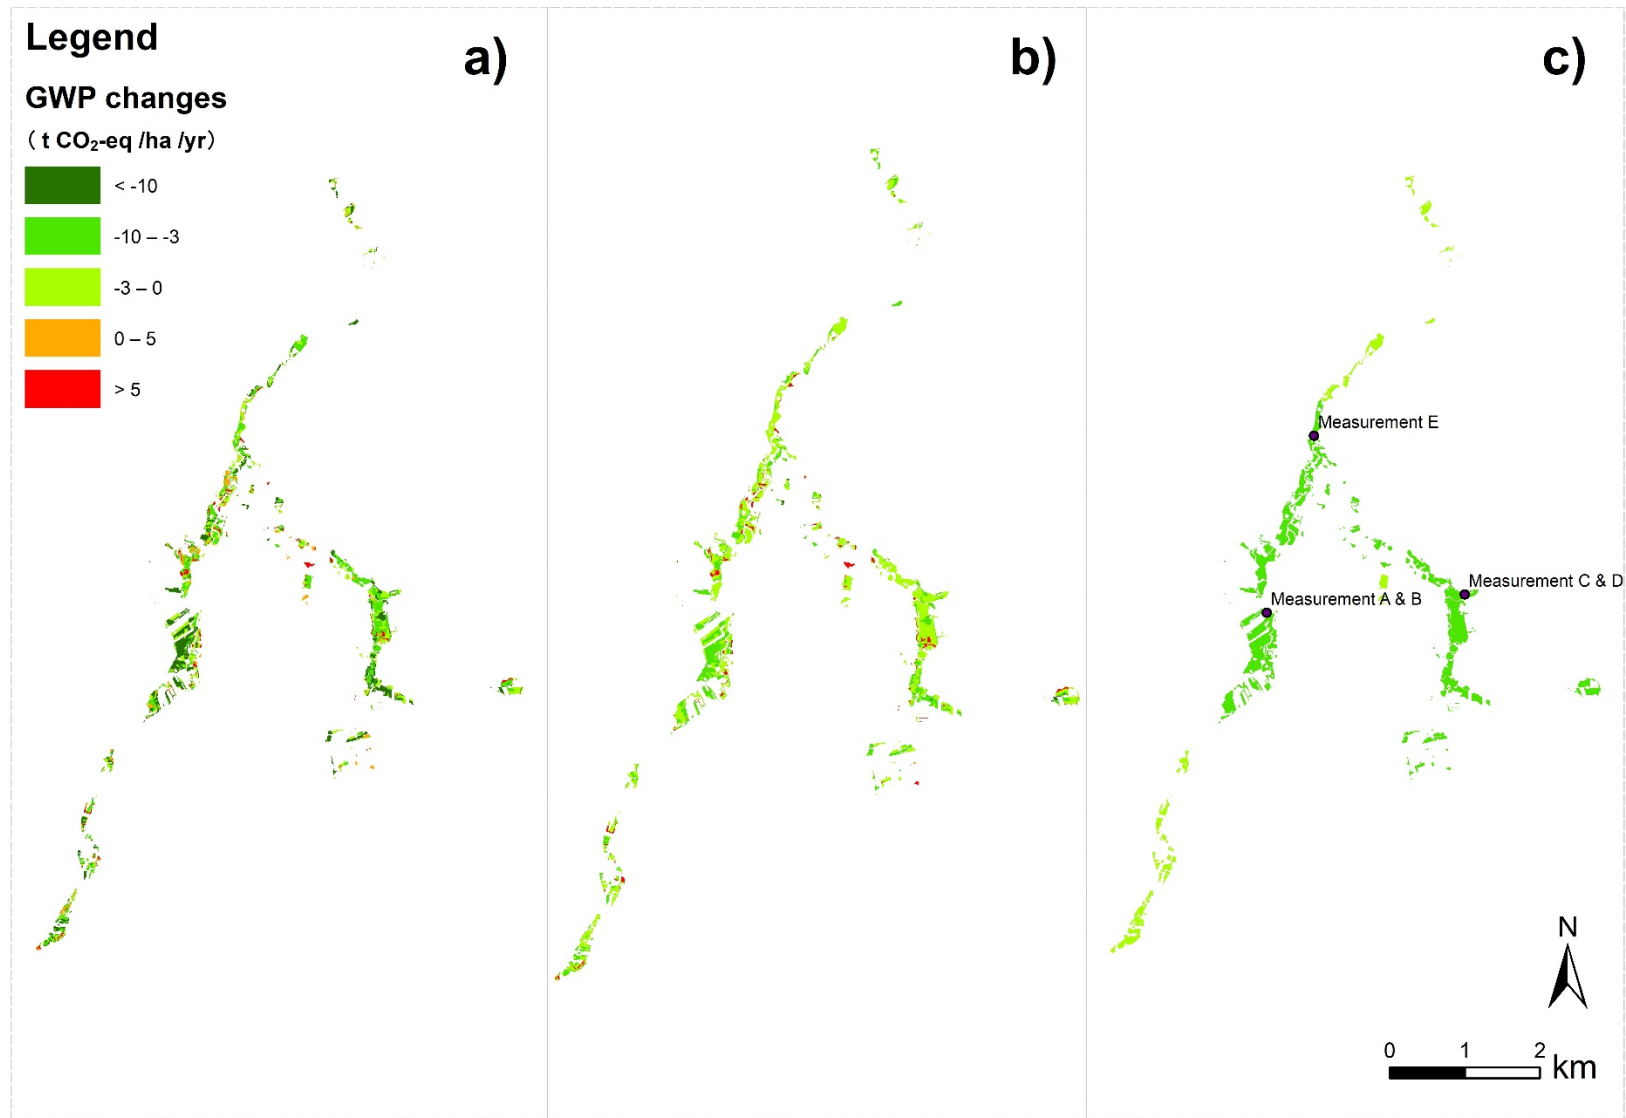 Legend
a)
b)
c)
GWP changes
( t CO₂-eq /ha /yr)
< -10
-10 – -3
-3 – 0
0 – 5
> 5
Measurement E
Measurement C & D
Measurement A & B
N
0 1 2
km